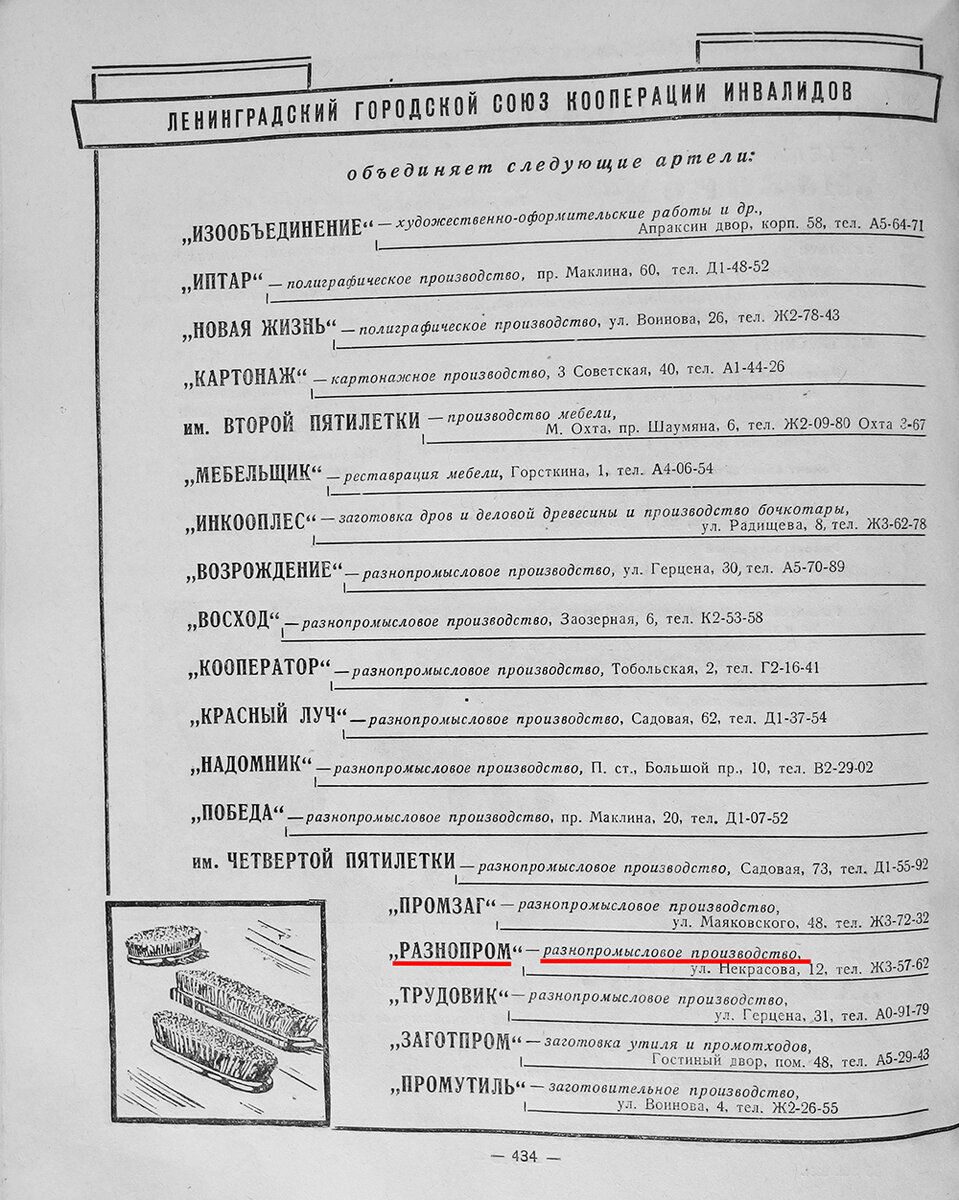 ЛЕНИНГРАДСКИЙ ГОРОДСКОЙ СОЮЗ КООПЕРАЦИИ ИНВАЛИДОВ
объединяет следующие артели:
„ИЗООБЪЕДИНЕНИЕ“ — художественно-оформительские работы и др.,
Апраксин двор, корп. 58, тел. А5-64-71
„ИПТАР“ — полиграфическое производство, пр. Маклина, 60, тел. Д1-48-52
„НОВАЯ ЖИЗНЬ“ — полиграфическое производство, ул. Воинова, 26, тел. Ж2-78-43
„КАРТОНАЖ“ — картонажное производство, 3 Советская, 40, тел. А1-44-26
им. ВТОРОЙ ПЯТИЛЕТКИ — производство мебели,
М. Охта, пр. Шаумяна, 6, тел. Ж2-09-80 Охта 3-67
„МЕБЕЛЬЩИК“ — реставрация мебели, Горсткина, 1, тел. А4-06-54
„ИНКООПЛЕС“ — заготовка дров и деловой древесины и производство бочкотары,
ул. Радищева, 8, тел. Ж3-62-78
„ВОЗРОЖДЕНИЕ“ — разнопромысловое производство, ул. Герцена, 30, тел. А5-70-89
„ВОСХОД“ — разнопромысловое производство, Заозерная, 6, тел. К2-53-58
„КООПЕРАТОР“ — разнопромысловое производство, Тобольская, 2, тел. Г2-16-41
„КРАСНЫЙ ЛУЧ“ — разнопромысловое производство, Садовая, 62, тел. Д1-37-54
„НАДОМНИК“ — разнопромысловое производство, П. ст., Большой пр., 10, тел. В2-29-02
„ПОБЕДА“ — разнопромысловое производство, пр. Маклина, 20, тел. Д1-07-52
им. ЧЕТВЕРТОЙ ПЯТИЛЕТКИ — разнопромысловое производство, Садовая, 73, тел. Д1-55-92
„ПРОМЗАГ“ — разнопромысловое производство,
ул. Маяковского, 48, тел. Ж3-72-32
„РАЗНОПРОМ“ — разнопромысловое производство,
ул. Некрасова, 12, тел. Ж3-57-62
„ТРУДОВИК“ — разнопромысловое производство,
ул. Герцена, 31, тел. А0-91-79
„ЗАГОТПРОМ“ — заготовка утиля и промотходов,
Гостиный двор, пом. 48, тел. А5-29-43
„ПРОМУТИЛЬ“ — заготовительное производство,
ул. Воинова, 4, тел. Ж2-26-55
— 434 —